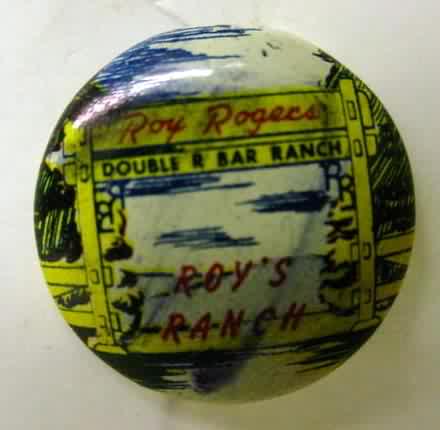 Roy Rogers
DOUBLE R BAR RANCH
ROY'S
RANCH